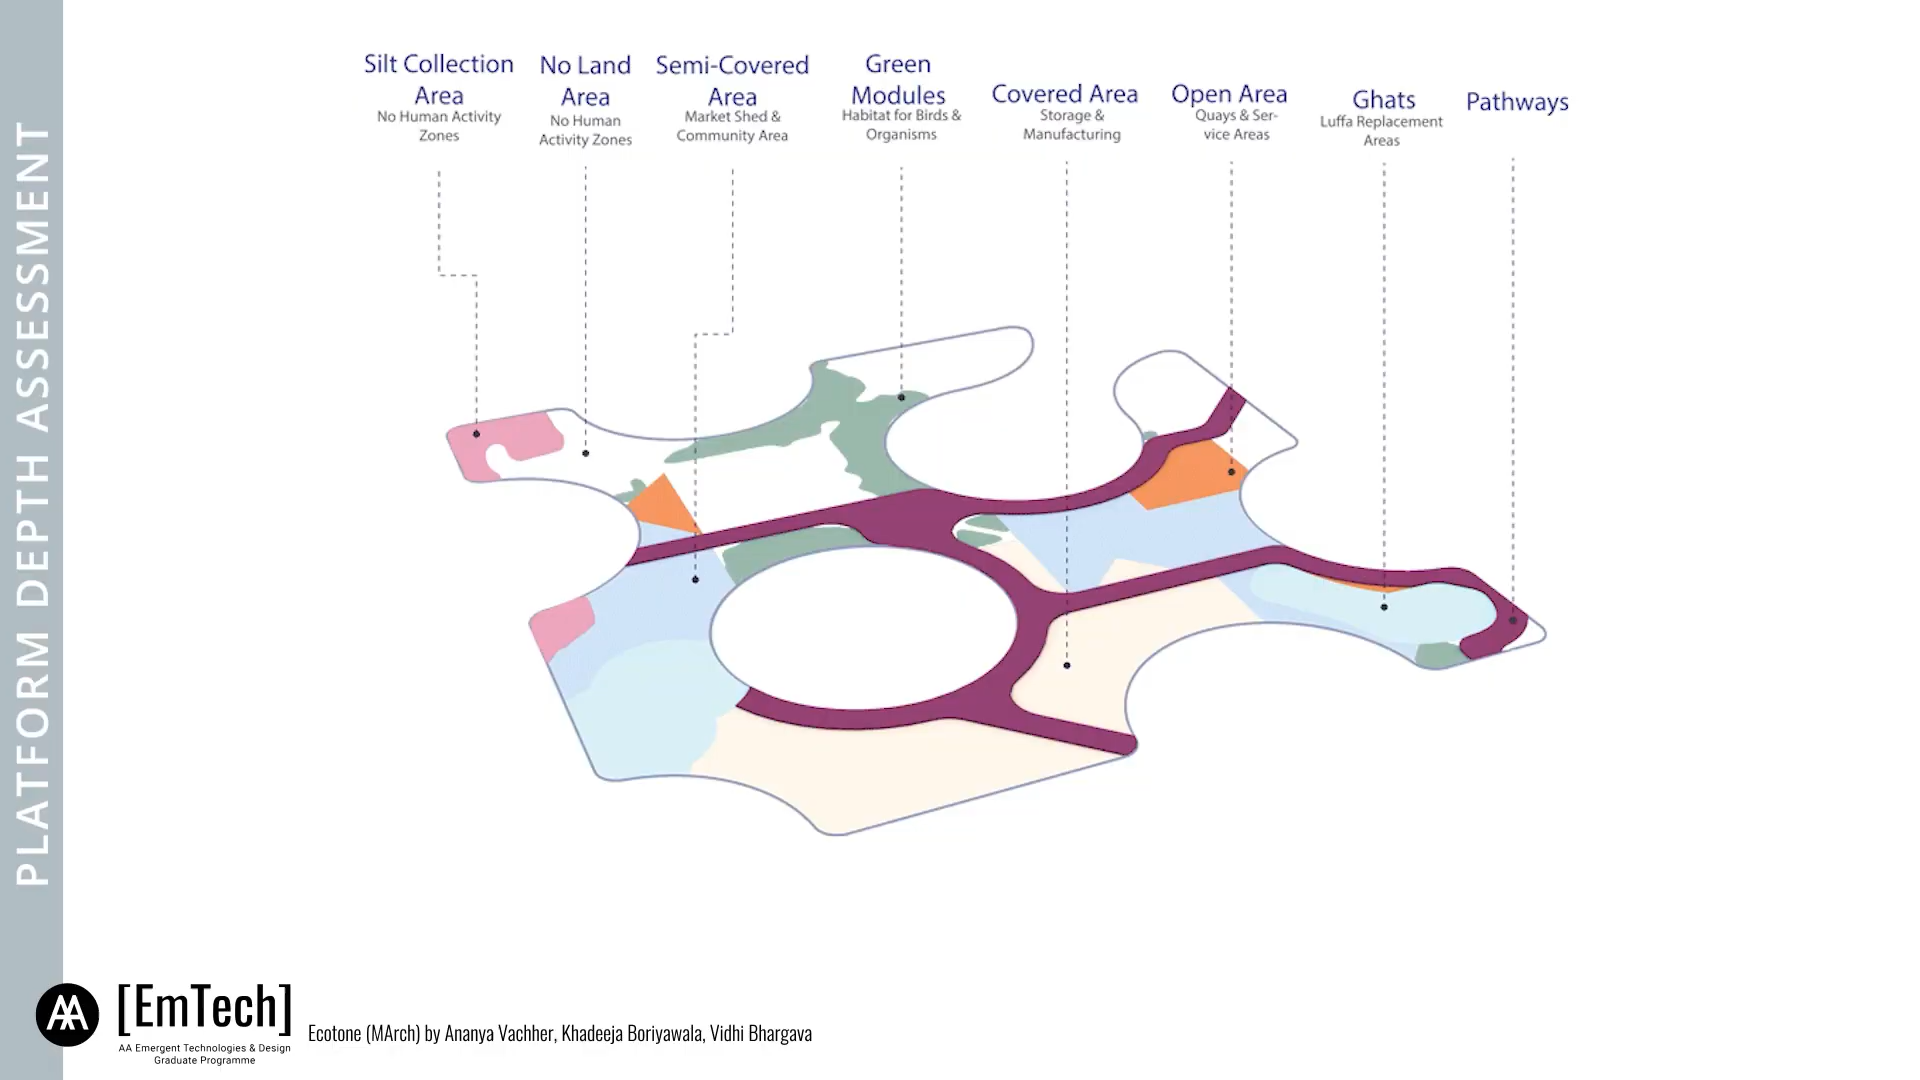 PLATFORM DEPTH ASSESSMENT
Silt Collection
Area
No Human Activity
Zones
No Land
Area
No Human
Activity Zones
Semi-Covered
Area
Market Shed &
Community Area
Green
Modules
Habitat for Birds &
Organisms
Covered Area
Storage &
Manufacturing
Open Area
Quays & Ser-
vice Areas
Ghats
Luffa Replacement
Areas
Pathways
AA
[EmTech]
AA Emergent Technologies & Design
Graduate Programme
Ecotone (MArch) by Ananya Vachher, Khadeeja Boriyawala, Vidhi Bhargava